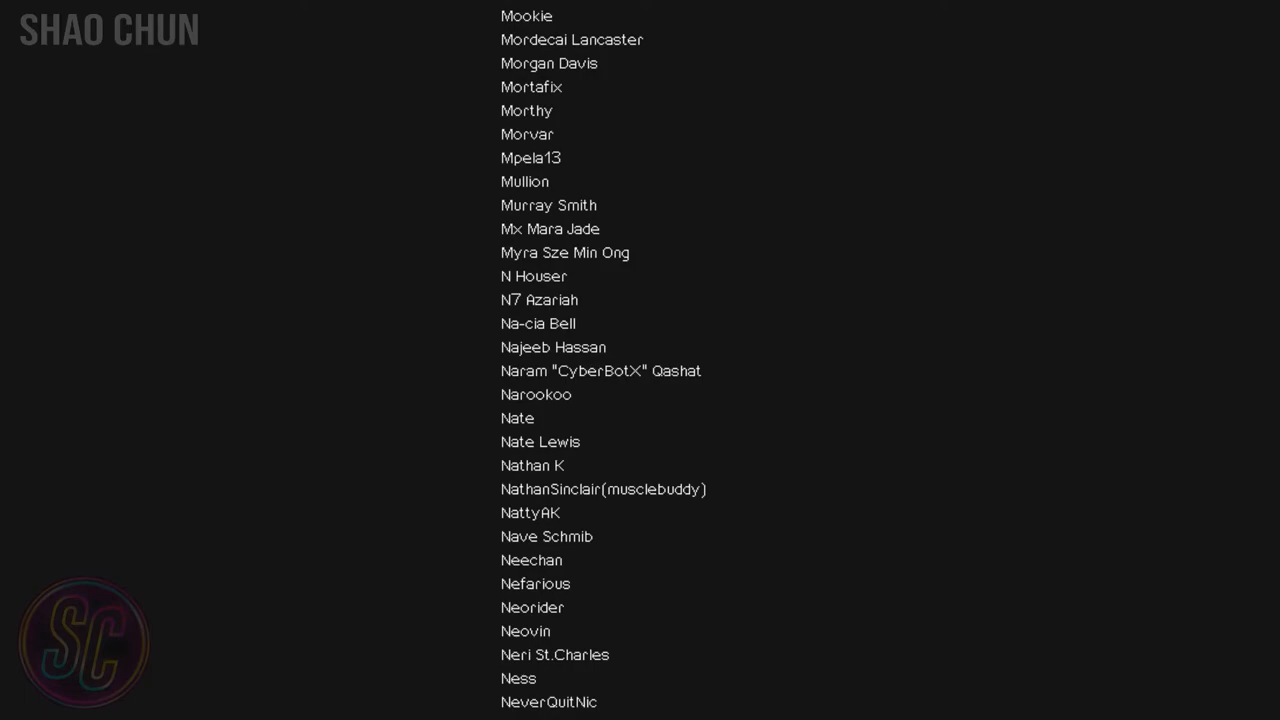 SHAO CHUN
Mookie
Mordecai Lancaster
Morgan Davis
Mortafix
Morthy
Morvar
Mpela13
Mullion
Murray Smith
Mx Mara Jade
Myra Sze Min Ong
N Houser
N7 Azariah
Na-cia Bell
Najeeb Hassan
Naram "CyberBotX" Qashat
Narookoo
Nate
Nate Lewis
Nathan K
NathanSinclair(musclebuddy)
NattyAK
Nave Schmib
Neechan
Nefarious
Neorider
Neovin
Neri St.Charles
Ness
NeverQuitNic
SC